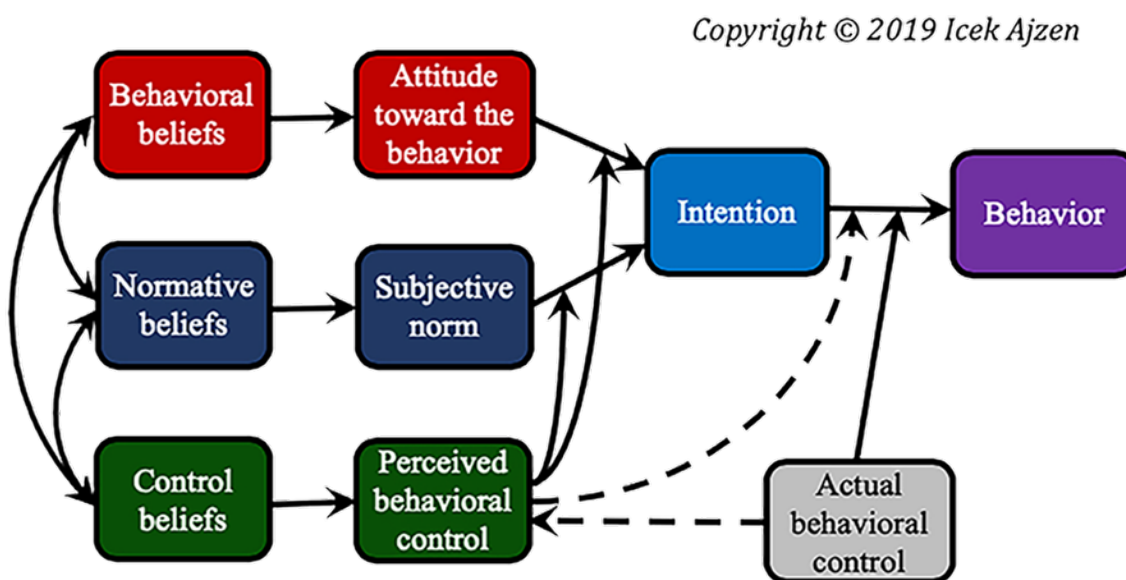 Copyright © 2019 Icek Ajzen
Behavioral
beliefs
Attitude
toward the
behavior
Intention
Behavior
Normative
beliefs
Subjective
norm
Control
beliefs
Perceived
behavioral
control
Actual
behavioral
control